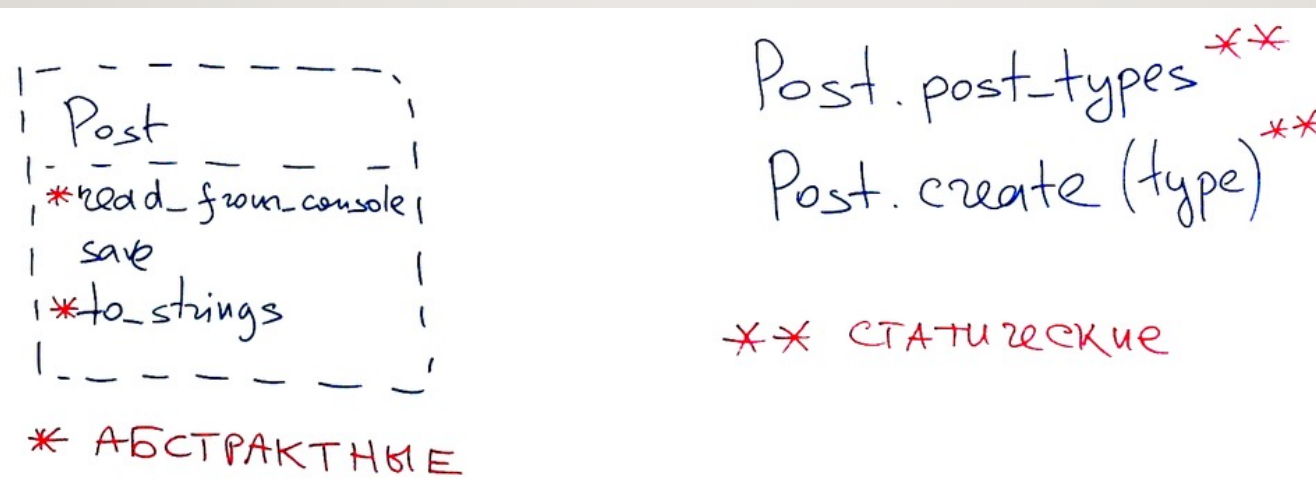 Post
*read_from_console
save
*to_strings
* АБСТРАКТНЫЕ
Post.post_types**
Post.create (type)**
** СТАТИЧЕСКИЕ